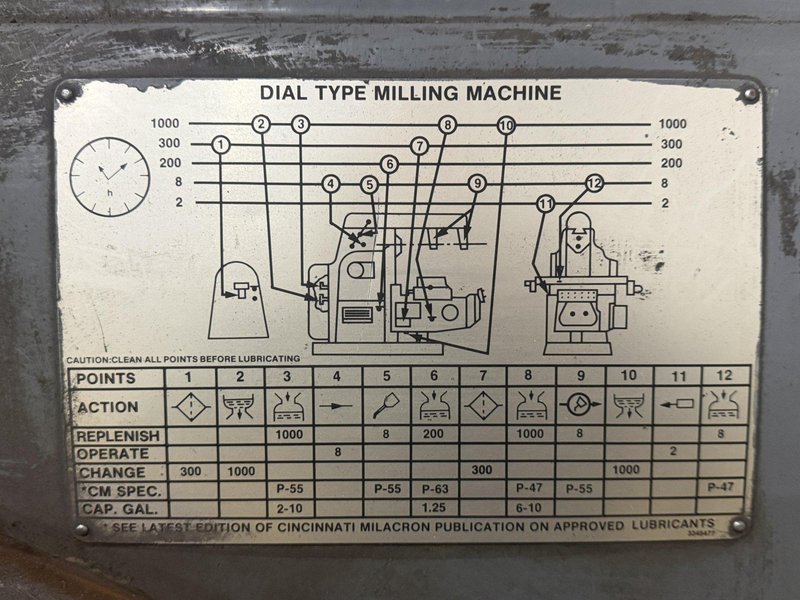 DIAL TYPE MILLING MACHINE
1000 2 3 8 10 1000
300 1 7 300
200 6 200
8 4 5 9 12 8
2 11 2
h
CAUTION:CLEAN ALL POINTS BEFORE LUBRICATING
POINTS 1 2 3 4 5 6 7 8 9 10 11 12
ACTION
REPLENISH 1000 8 200 1000 8 8
OPERATE 8 2
CHANGE 300 1000 300 1000
*CM SPEC. P-55 P-55 P-63 P-47 P-55 P-47
CAP. GAL. 2-10 1.25 6-10
* SEE LATEST EDITION OF CINCINNATI MILACRON PUBLICATION ON APPROVED LUBRICANTS